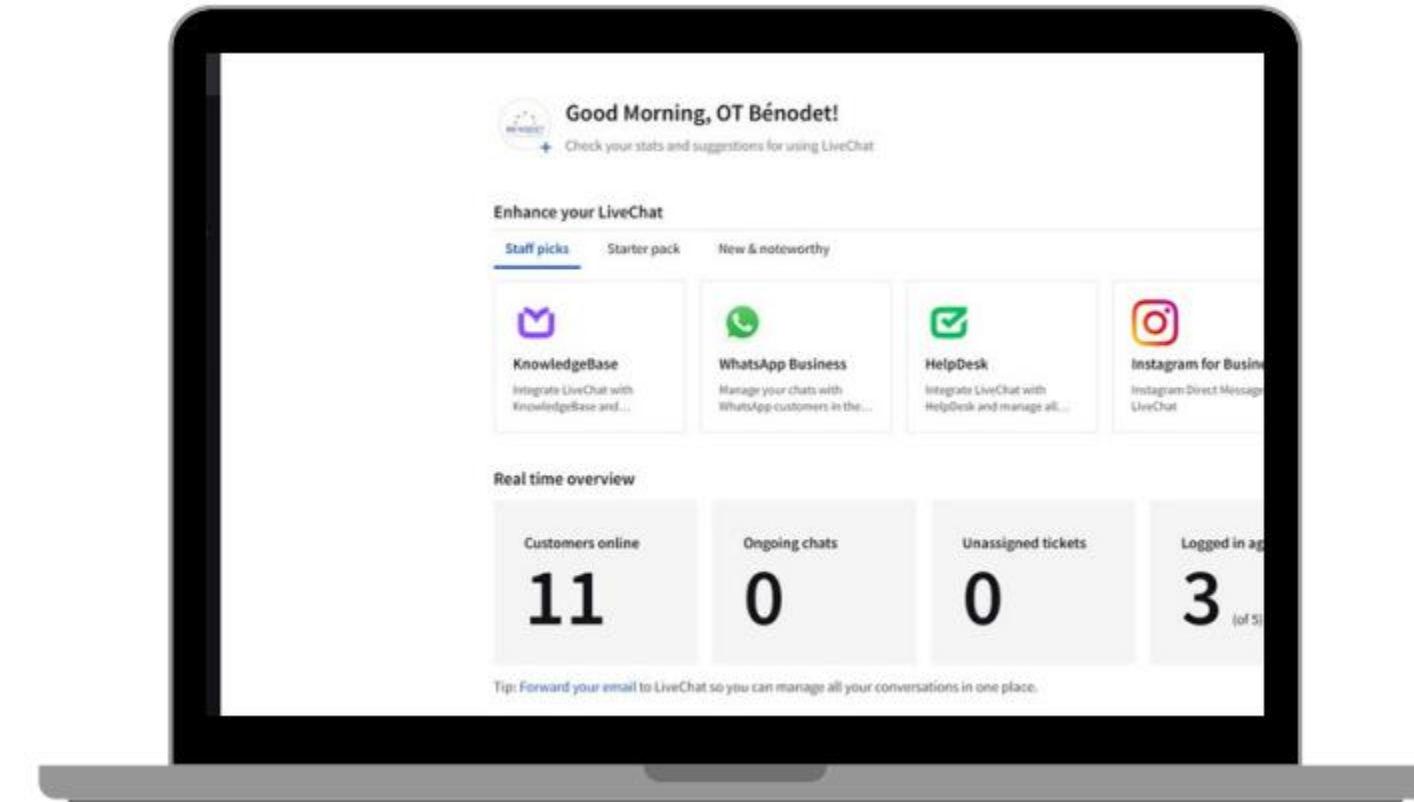 Good Morning, OT Bénodet!
Check your stats and suggestions for using LiveChat
Enhance your LiveChat
Staff picks Starter pack New & noteworthy
KnowledgeBase WhatsApp Business HelpDesk Instagram for Busine
Integrate LiveChat with Manage your chats with Integrate LiveChat with Instagram Direct Message
KnowledgeBase and... WhatsApp customers in the... HelpDesk and manage all... LiveChat
Real time overview
Customers online Ongoing chats Unassigned tickets Logged in ag
11 0 0 3 (of 5)
Tip: Forward your email to LiveChat so you can manage all your conversations in one place.